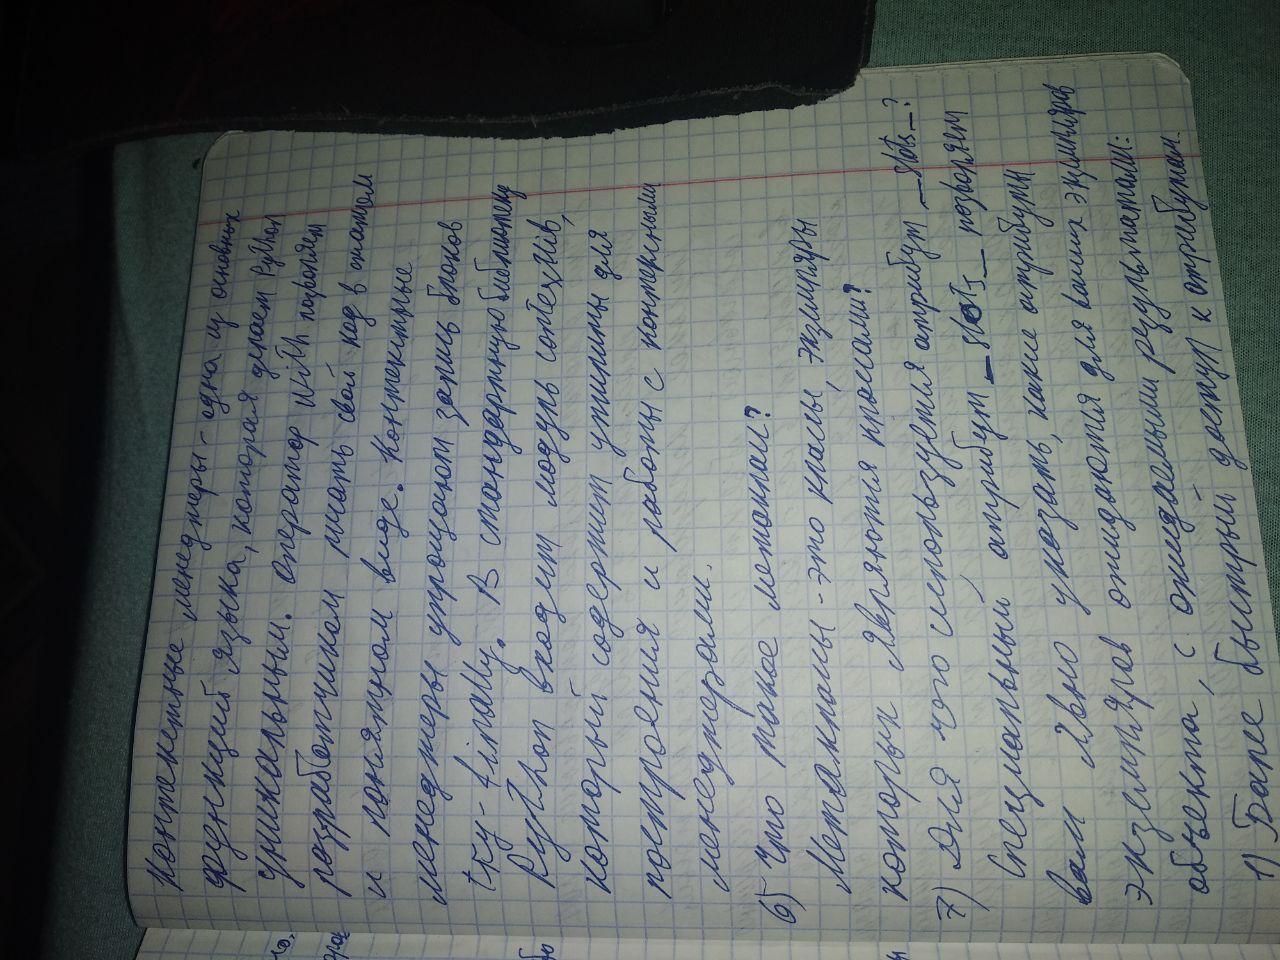 Контекстные менеджеры - одна из основных
функций языка, которая делает Python
уникальным. Оператор with позволяет
разработчикам писать свой код в сжатом
и понятном виде. Контекстные
менеджеры упрощают запись блоков
try-finally. В стандартную библиотеку
Python входит модуль contextlib,
который содержит утилиты для
построения и работы с контекстными
менеджерами.
6) Что такое метакласс?
Метаклассы - это классы, экземпляры
которых являются классами?
7) Для чего используется атрибут __slots__?
Специальный атрибут __slots__ позволяет
вам явно указать, какие атрибуты
экземпляров ожидаются для ваших экземпляров
объекта, с ожидаемыми результатами:
1) Более быстрый доступ к атрибутам.